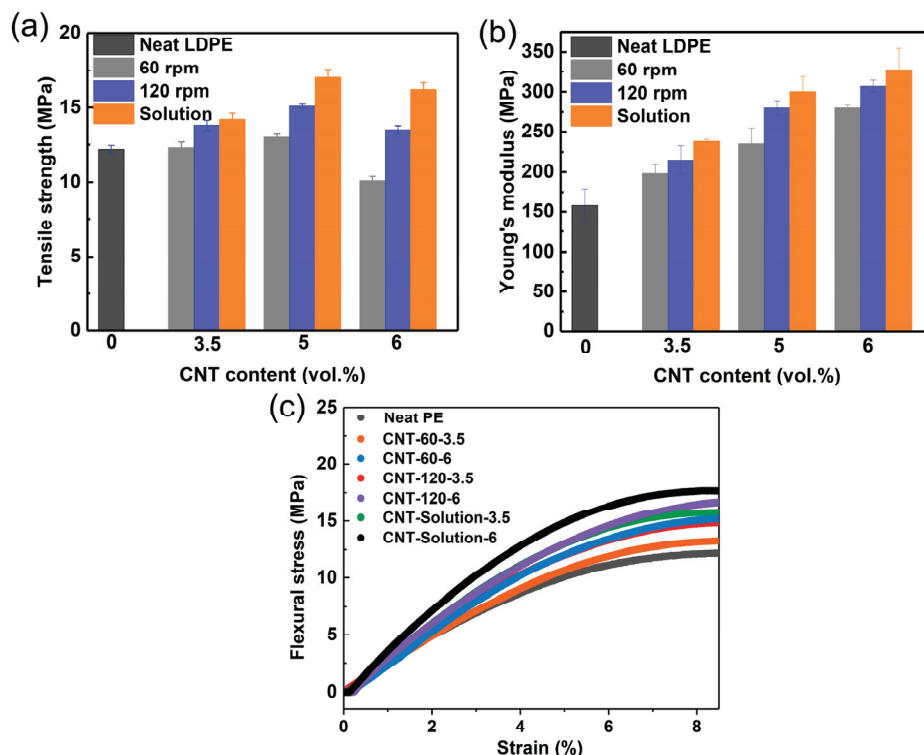 (a)
Neat LDPE
60 rpm
120 rpm
Solution
Tensile strength (MPa)
20
15
10
5
0
0 3.5 5 6
CNT content (vol.%)
(b)
Neat LDPE
60 rpm
120 rpm
Solution
Young's modulus (MPa)
350
300
250
200
150
100
50
0
0 3.5 5 6
CNT content (vol.%)
(c)
Neat PE
CNT-60-3.5
CNT-60-6
CNT-120-3.5
CNT-120-6
CNT-Solution-3.5
CNT-Solution-6
Flexural stress (MPa)
25
20
15
10
5
0
0 2 4 6 8
Strain (%)